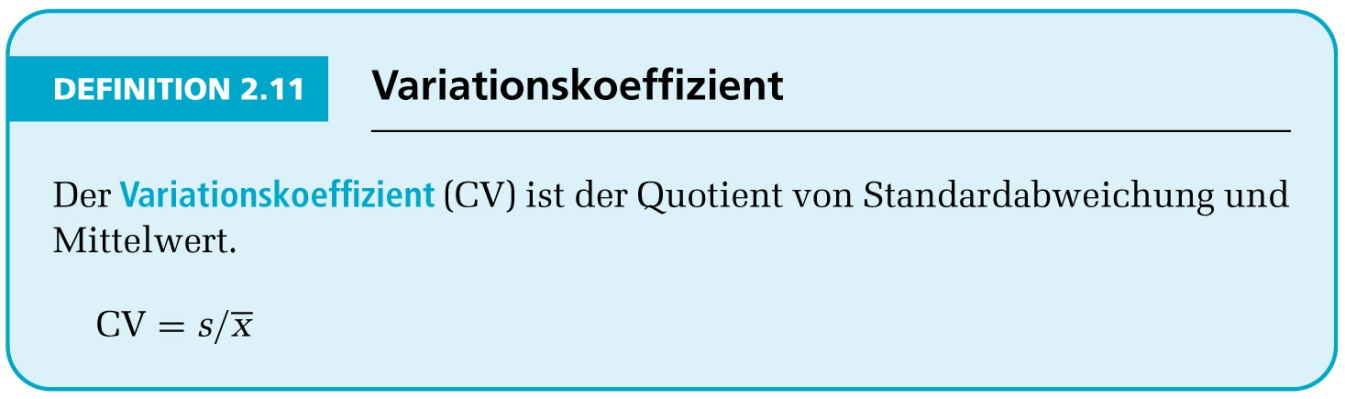 DEFINITION 2.11 Variationskoeffizient
Der Variationskoeffizient (CV) ist der Quotient von Standardabweichung und
Mittelwert.
CV = s/x̅